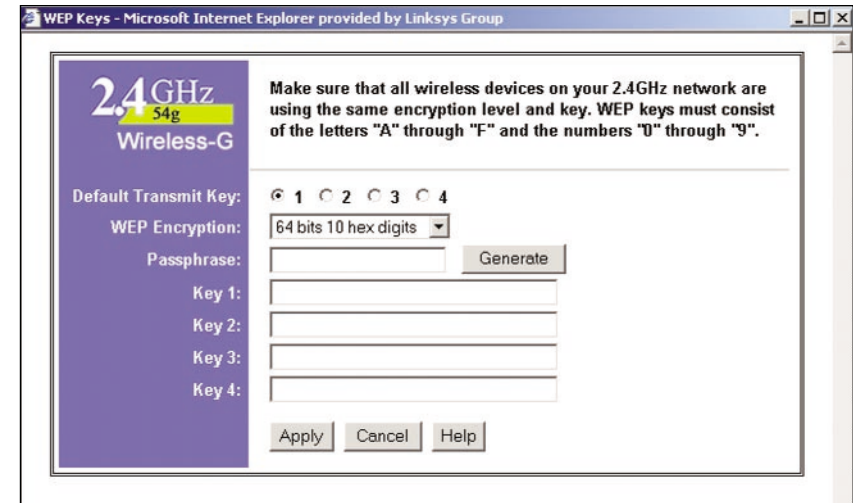 WEP Keys - Microsoft Internet Explorer provided by Linksys Group
2.4 GHz
54g
Wireless-G
Make sure that all wireless devices on your 2.4GHz network are
using the same encryption level and key. WEP keys must consist
of the letters "A" through "F" and the numbers "0" through "9".
Default Transmit Key: 1 2 3 4
WEP Encryption: 64 bits 10 hex digits
Passphrase: Generate
Key 1:
Key 2:
Key 3:
Key 4:
Apply Cancel Help